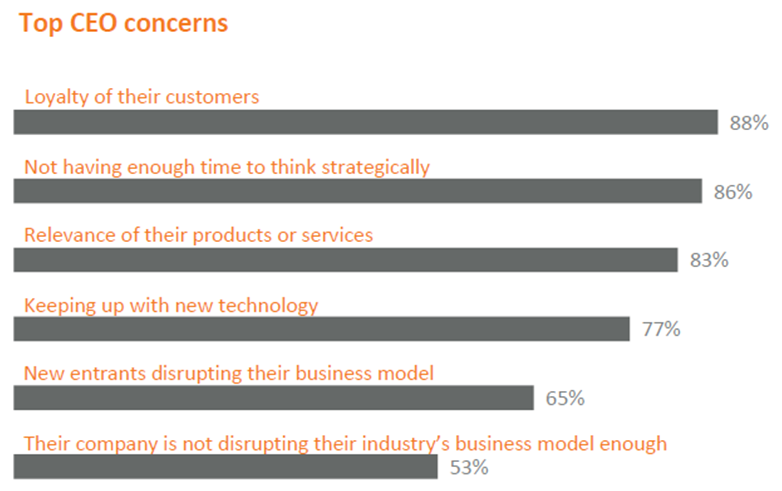 Top CEO concerns
Loyalty of their customers
88%
Not having enough time to think strategically
86%
Relevance of their products or services
83%
Keeping up with new technology
77%
New entrants disrupting their business model
65%
Their company is not disrupting their industry’s business model enough
53%